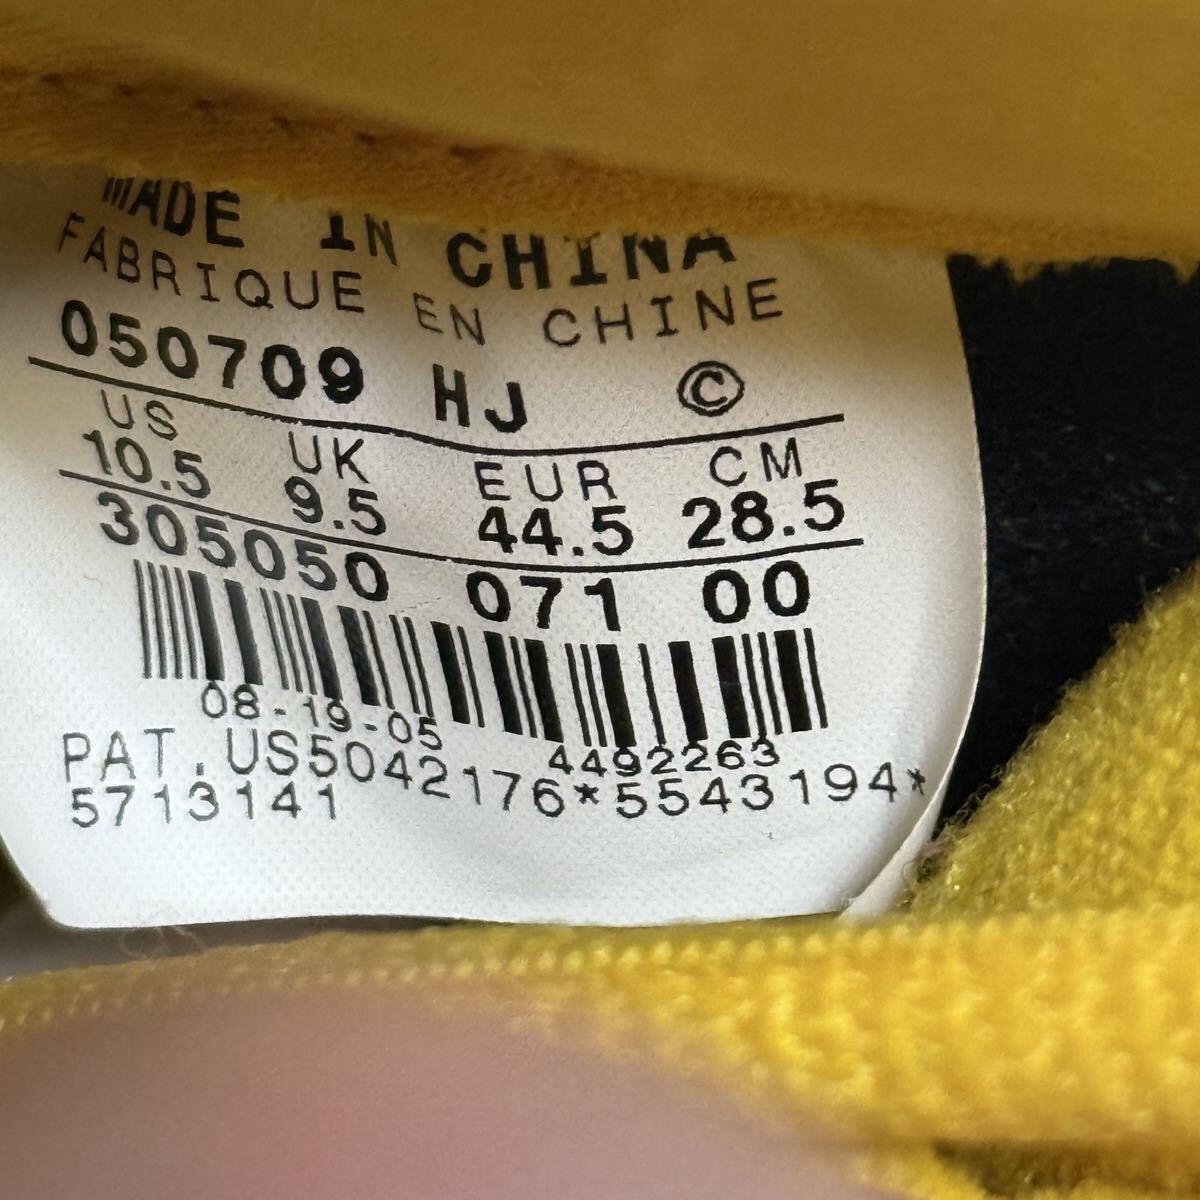 MADE IN CHINA
FABRIQUE EN CHINE
050709 HJ ©
US UK EUR CM
10.5 9.5 44.5 28.5
305050 071 00
08-19-05 4492263
PAT.US5042176*5543194*
5713141